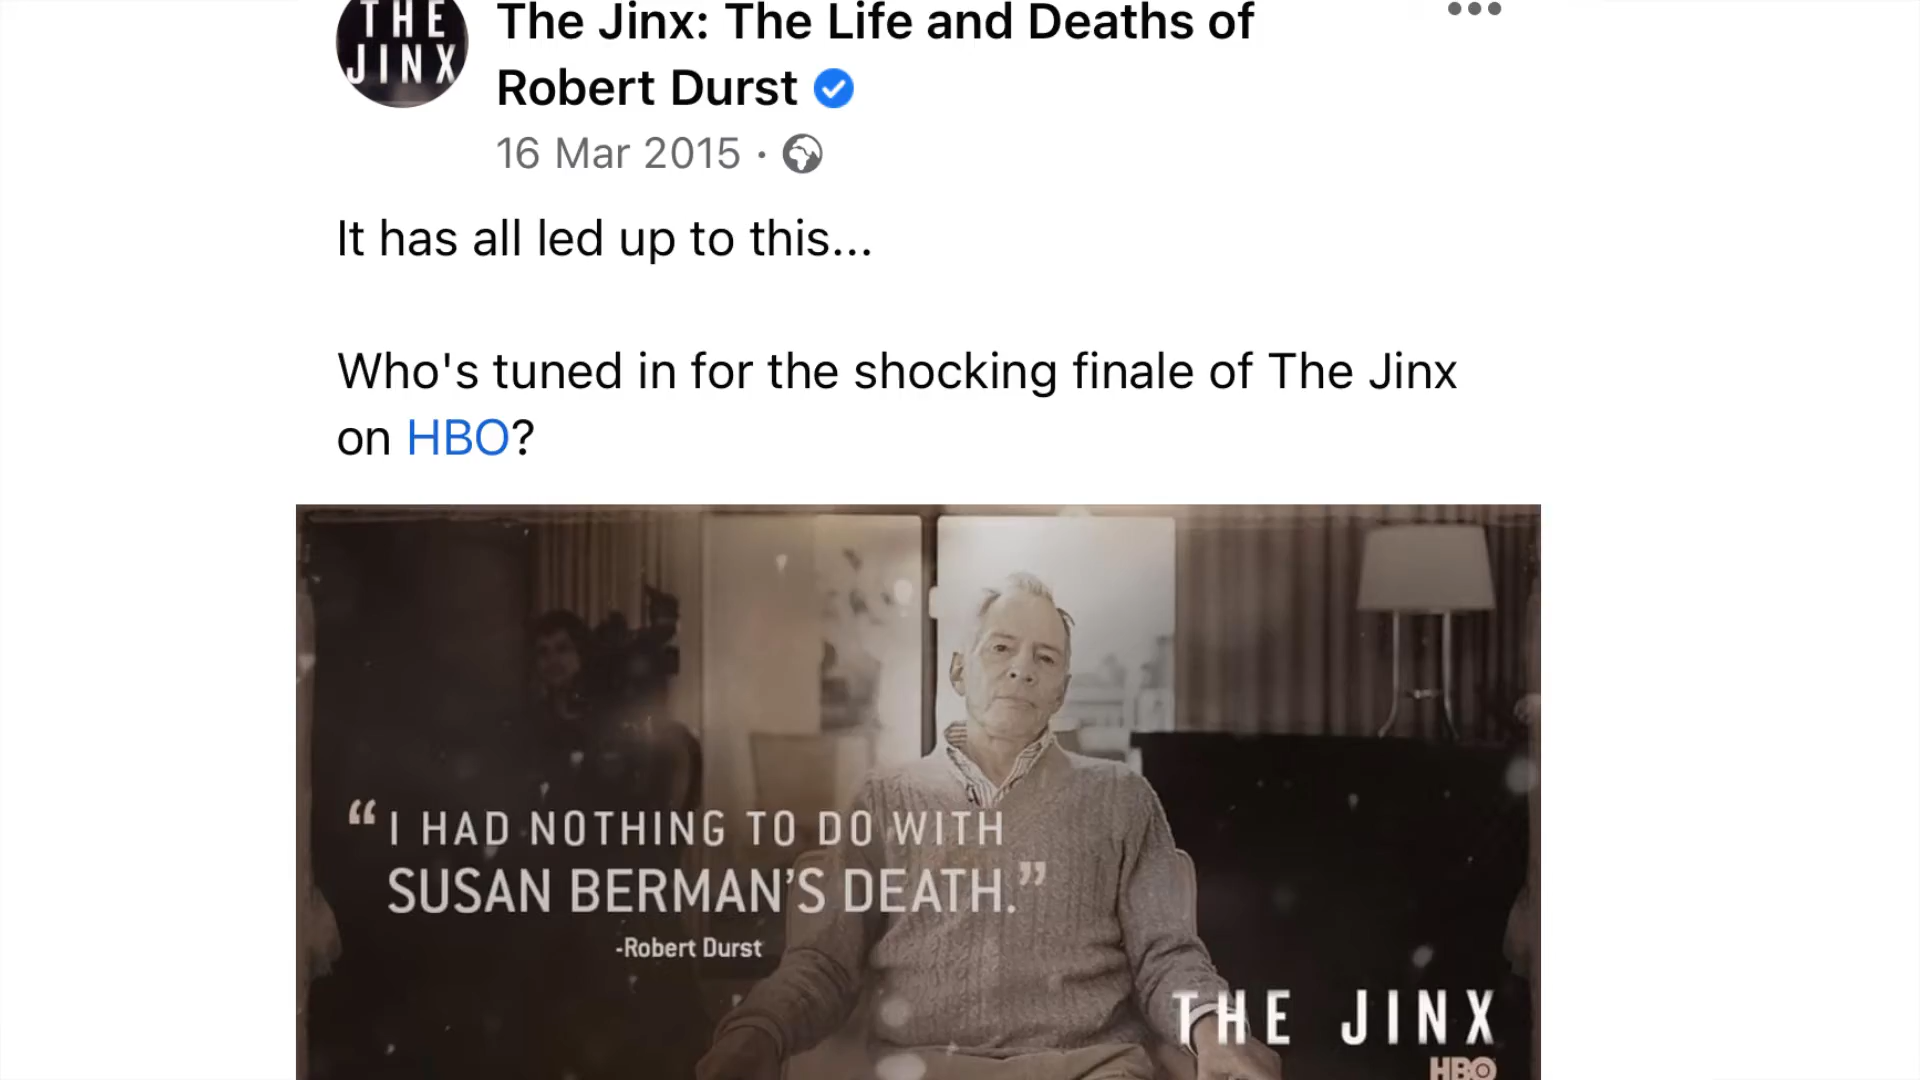 THE
JINX
The Jinx: The Life and Deaths of
Robert Durst
16 Mar 2015 ·
It has all led up to this...
Who's tuned in for the shocking finale of The Jinx
on HBO?
“I HAD NOTHING TO DO WITH
SUSAN BERMAN’S DEATH.”
-Robert Durst
THE JINX
HBO